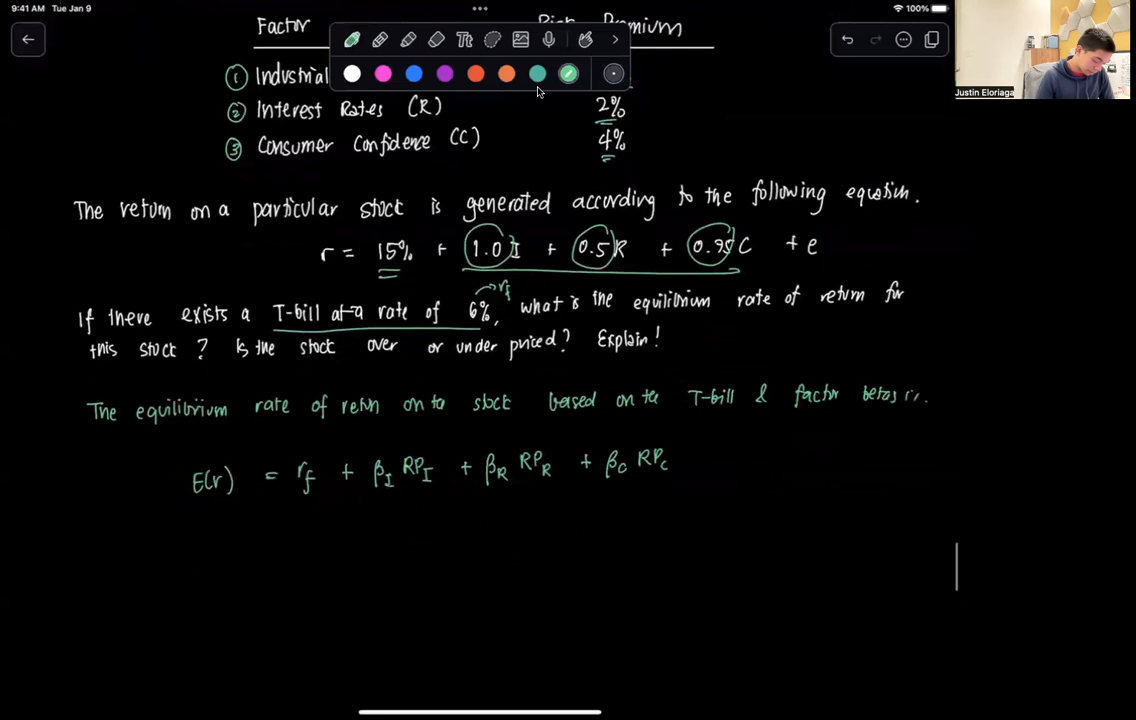 9:41 AM Tue Jan 9
100%
Factor Premium
① Industrial
② Interest Rates (R) 2%
③ Consumer Confidence (C) 4%
Justin Eloriaga
The return on a particular stock is generated according to the following equation.
r = 15% + 1.0 I + 0.5 R + 0.75 C + e
rf
If there exists a T-bill at a rate of 6%, what is the equilibrium rate of return for
this stock? Is the stock over or under priced? Explain!
The equilibrium rate of return on the stock based on the T-bill & factor betas is.
E(r) = rf + βI RPI + βR RPR + βC RPC